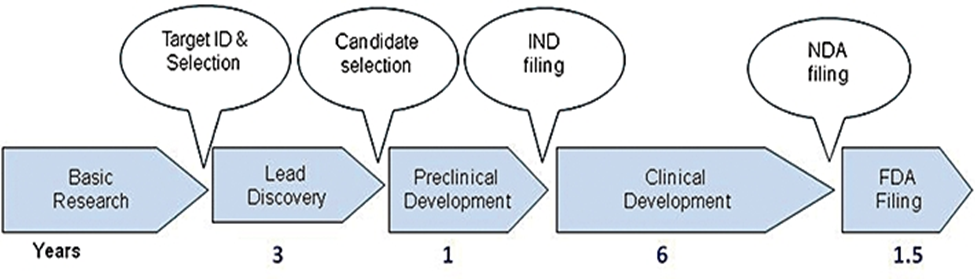 Target ID &
Selection
Candidate
selection
IND
filing
NDA
filing
Basic
Research
Lead
Discovery
Preclinical
Development
Clinical
Development
FDA
Filing
Years
3
1
6
1.5